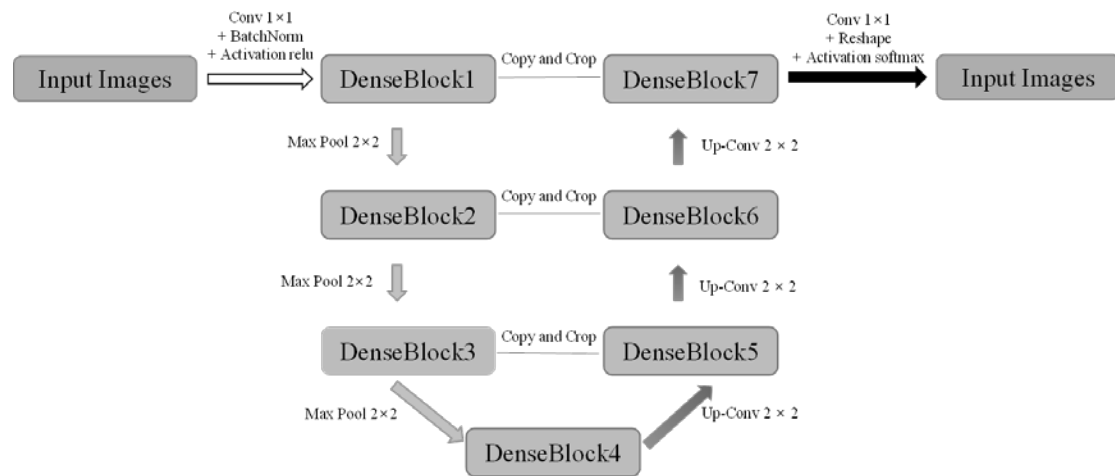 Conv 1×1
+ BatchNorm
+ Activation relu
Conv 1×1
+ Reshape
+ Activation softmax
Input Images
DenseBlock1
Copy and Crop
DenseBlock7
Input Images
Max Pool 2×2
Up-Conv 2 × 2
DenseBlock2
Copy and Crop
DenseBlock6
Max Pool 2×2
Up-Conv 2 × 2
DenseBlock3
Copy and Crop
DenseBlock5
Max Pool 2×2
Up-Conv 2 × 2
DenseBlock4